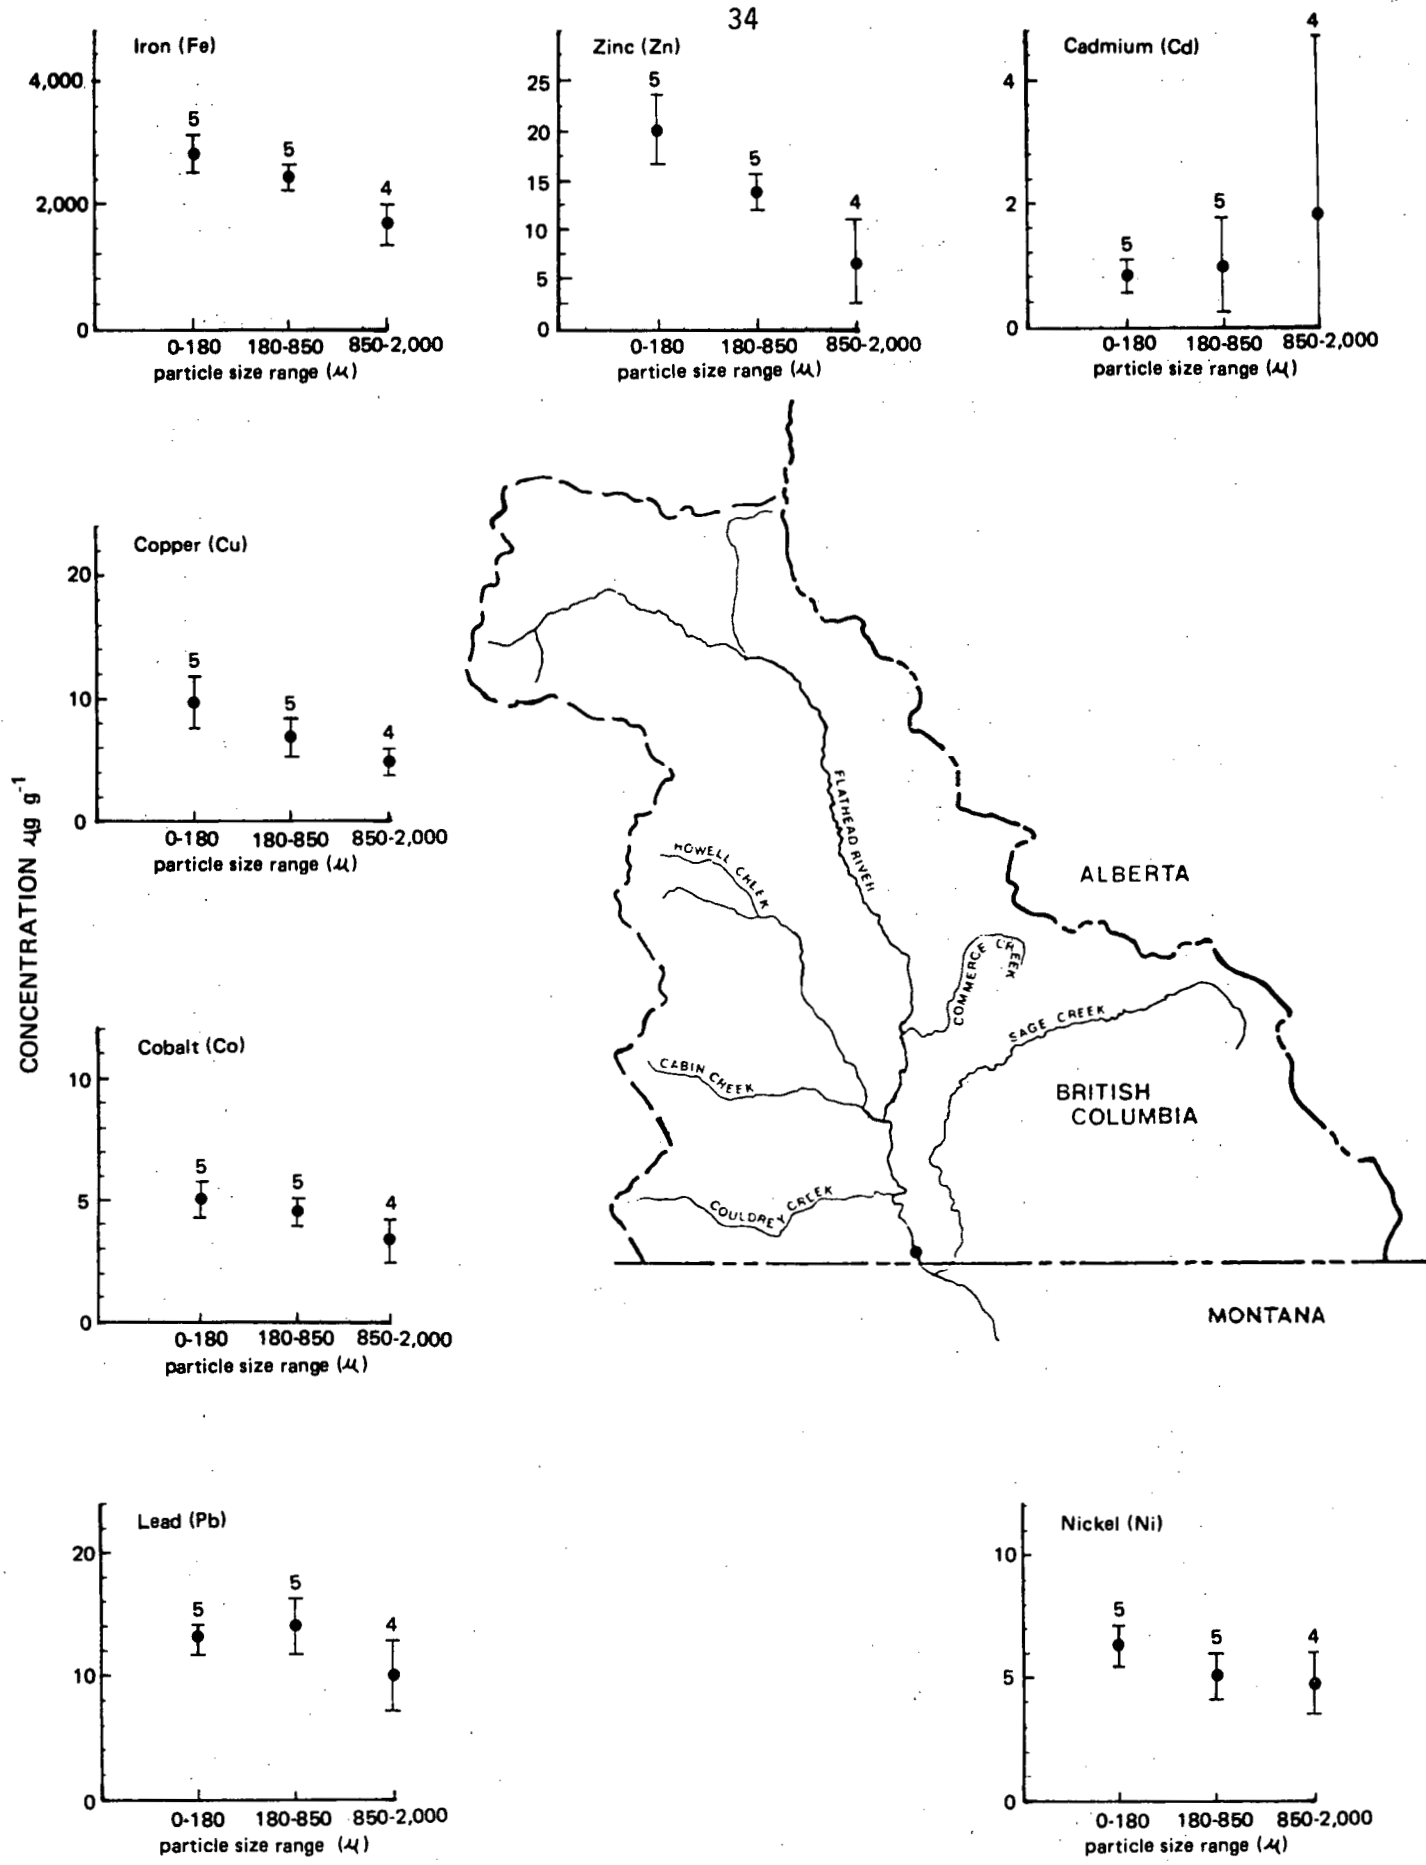 34
Iron (Fe)
4,000
2,000
0
5
5
4
0-180 180-850 850-2,000
particle size range (µ)
Zinc (Zn)
25
20
15
10
5
0
5
5
4
0-180 180-850 850-2,000
particle size range (µ)
Cadmium (Cd)
4
2
0
5
5
4
0-180 180-850 850-2,000
particle size range (µ)
CONCENTRATION µg g⁻¹
Copper (Cu)
20
10
0
5
5
4
0-180 180-850 850-2,000
particle size range (µ)
Cobalt (Co)
10
5
0
5
5
4
0-180 180-850 850-2,000
particle size range (µ)
FLATHEAD RIVER
HOWELL CREEK
COMMERCE CREEK
SAGE CREEK
CABIN CREEK
COULDREY CREEK
ALBERTA
BRITISH
COLUMBIA
MONTANA
Lead (Pb)
20
10
0
5
5
4
0-180 180-850 850-2,000
particle size range (µ)
Nickel (Ni)
10
5
0
5
5
4
0-180 180-850 850-2,000
particle size range (µ)